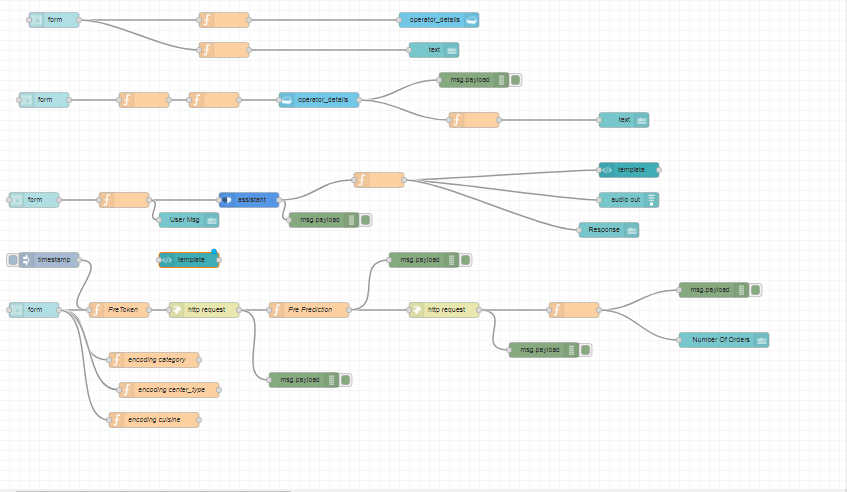 form
operator_details
text
form
operator_details
msg.payload
text
form
assistant
User Msg
msg.payload
template
audio out
Response
timestamp
template
msg.payload
form
PreToken
http request
Pre Prediction
http request
msg.payload
Number Of Orders
msg.payload
encoding category
msg.payload
encoding center_type
encoding cuisine